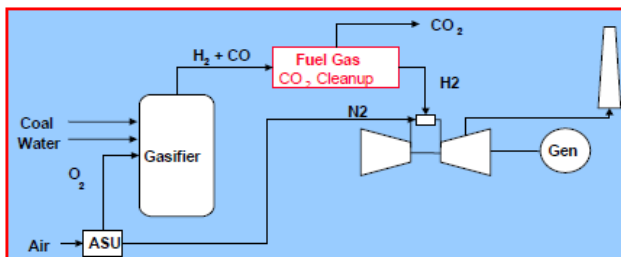 CO2
H2 + CO
Fuel Gas
CO2 Cleanup
H2
N2
Coal
Water
Gasifier
Gen
O2
Air
ASU